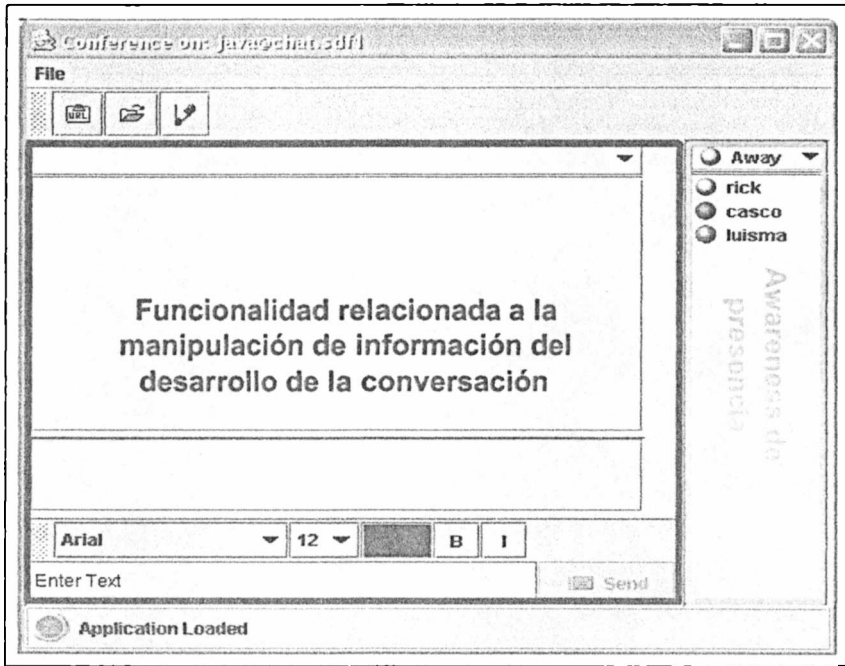 Conference on: java@chat.sdf1
File
URL
Away
rick
casco
luisma
Funcionalidad relacionada a la
manipulación de información del
desarrollo de la conversación
Awareness de
presencia
Arial
12
B
I
Enter Text
Send
Application Loaded